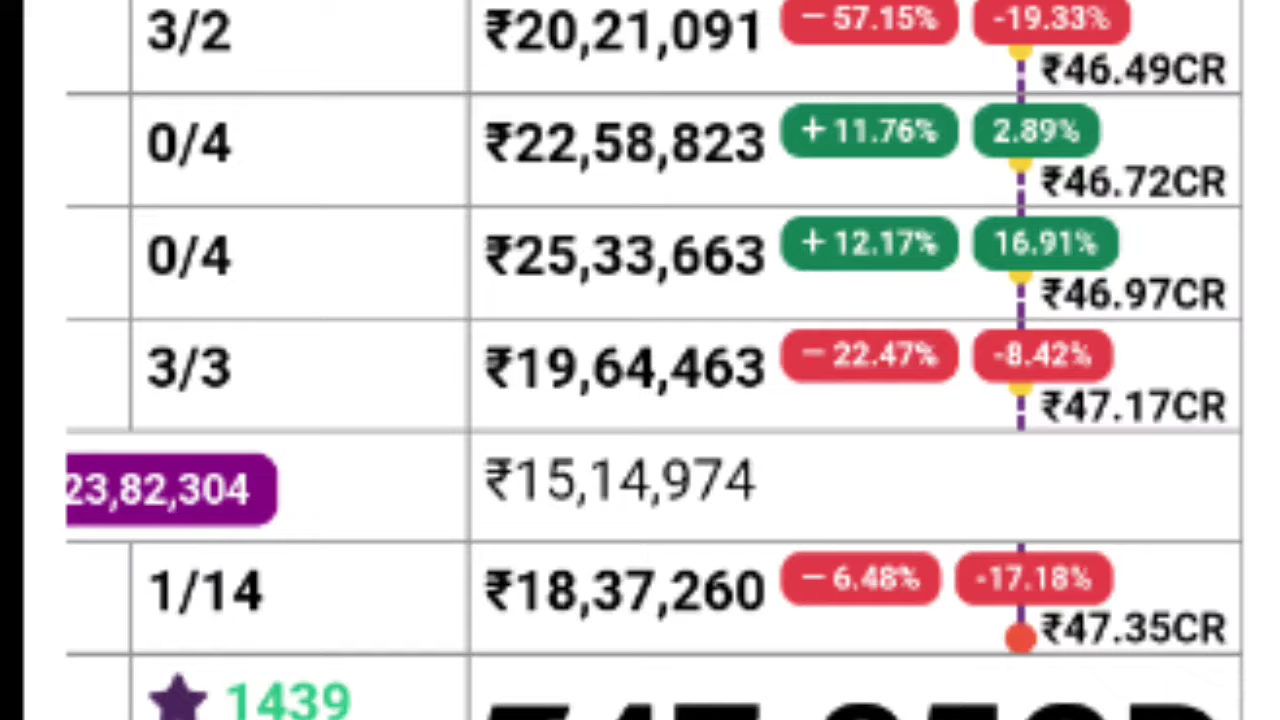 3/2 ₹20,21,091 −57.15% -19.33%
₹46.49CR
0/4 ₹22,58,823 +11.76% 2.89%
₹46.72CR
0/4 ₹25,33,663 +12.17% 16.91%
₹46.97CR
3/3 ₹19,64,463 −22.47% -8.42%
₹47.17CR
23,82,304 ₹15,14,974
1/14 ₹18,37,260 −6.48% -17.18%
₹47.35CR
1439